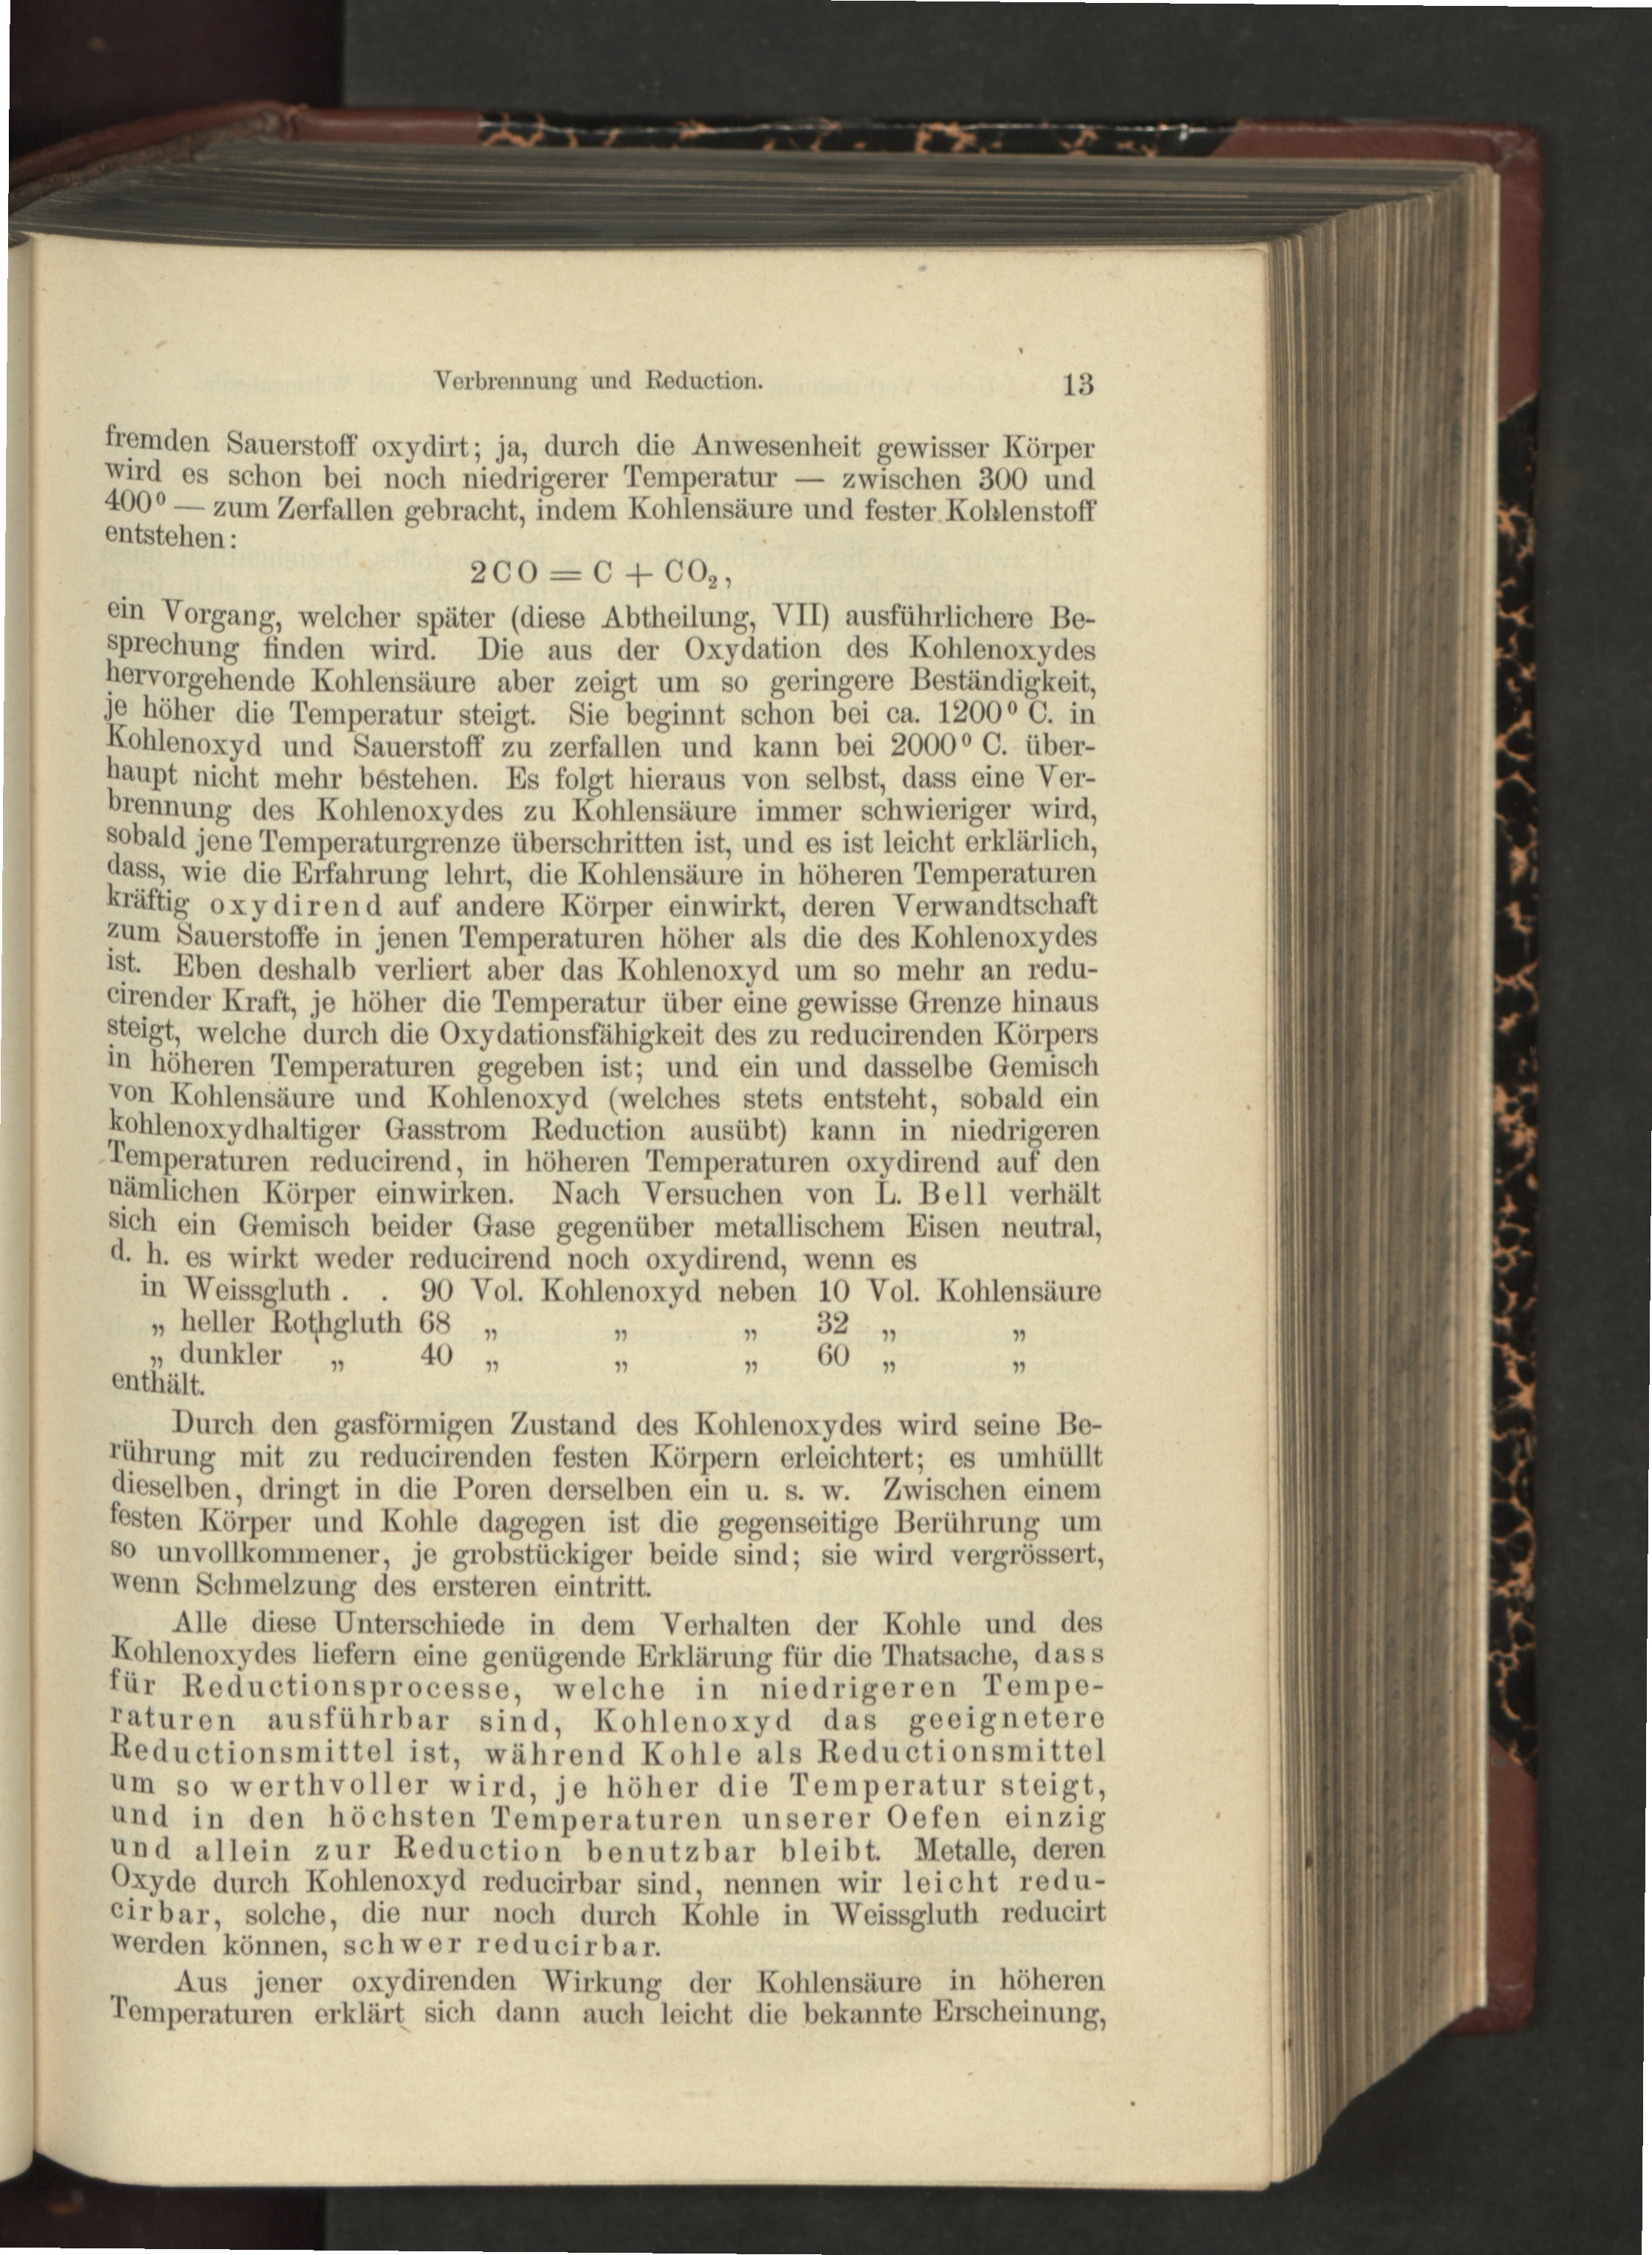 Verbrennung und Reduction. 13
fremden Sauerstoff oxydirt; ja, durch die Anwesenheit gewisser Körper
wird es schon bei noch niedrigerer Temperatur — zwischen 300 und
400⁰ — zum Zerfallen gebracht, indem Kohlensäure und fester Kohlenstoff
entstehen:
2CO = C + CO₂,
ein Vorgang, welcher später (diese Abtheilung, VII) ausführlichere Be-
sprechung finden wird. Die aus der Oxydation des Kohlenoxydes
hervorgehende Kohlensäure aber zeigt um so geringere Beständigkeit,
je höher die Temperatur steigt. Sie beginnt schon bei ca. 1200⁰ C. in
Kohlenoxyd und Sauerstoff zu zerfallen und kann bei 2000⁰ C. über-
haupt nicht mehr bestehen. Es folgt hieraus von selbst, dass eine Ver-
brennung des Kohlenoxydes zu Kohlensäure immer schwieriger wird,
sobald jene Temperaturgrenze überschritten ist, und es ist leicht erklärlich,
dass, wie die Erfahrung lehrt, die Kohlensäure in höheren Temperaturen
kräftig oxydirend auf andere Körper einwirkt, deren Verwandtschaft
zum Sauerstoffe in jenen Temperaturen höher als die des Kohlenoxydes
ist. Eben deshalb verliert aber das Kohlenoxyd um so mehr an redu-
cirender Kraft, je höher die Temperatur über eine gewisse Grenze hinaus
steigt, welche durch die Oxydationsfähigkeit des zu reducirenden Körpers
in höheren Temperaturen gegeben ist; und ein und dasselbe Gemisch
von Kohlensäure und Kohlenoxyd (welches stets entsteht, sobald ein
kohlenoxydhaltiger Gasstrom Reduction ausübt) kann in niedrigeren
Temperaturen reducirend, in höheren Temperaturen oxydirend auf den
nämlichen Körper einwirken. Nach Versuchen von L. Bell verhält
sich ein Gemisch beider Gase gegenüber metallischem Eisen neutral,
d. h. es wirkt weder reducirend noch oxydirend, wenn es
in Weissgluth . . 90 Vol. Kohlenoxyd neben 10 Vol. Kohlensäure
„ heller Rothgluth 68 „ „ „ 32 „ „
„ dunkler „ 40 „ „ „ 60 „ „
enthält.
Durch den gasförmigen Zustand des Kohlenoxydes wird seine Be-
rührung mit zu reducirenden festen Körpern erleichtert; es umhüllt
dieselben, dringt in die Poren derselben ein u. s. w. Zwischen einem
festen Körper und Kohle dagegen ist die gegenseitige Berührung um
so unvollkommener, je grobstückiger beide sind; sie wird vergrössert,
wenn Schmelzung des ersteren eintritt.
Alle diese Unterschiede in dem Verhalten der Kohle und des
Kohlenoxydes liefern eine genügende Erklärung für die Thatsache, dass
für Reductionsprocesse, welche in niedrigeren Tempe-
raturen ausführbar sind, Kohlenoxyd das geeignetere
Reductionsmittel ist, während Kohle als Reductionsmittel
um so werthvoller wird, je höher die Temperatur steigt,
und in den höchsten Temperaturen unserer Oefen einzig
und allein zur Reduction benutzbar bleibt. Metalle, deren
Oxyde durch Kohlenoxyd reducirbar sind, nennen wir leicht redu-
cirbar, solche, die nur noch durch Kohle in Weissgluth reducirt
werden können, schwer reducirbar.
Aus jener oxydirenden Wirkung der Kohlensäure in höheren
Temperaturen erklärt sich dann auch leicht die bekannte Erscheinung,